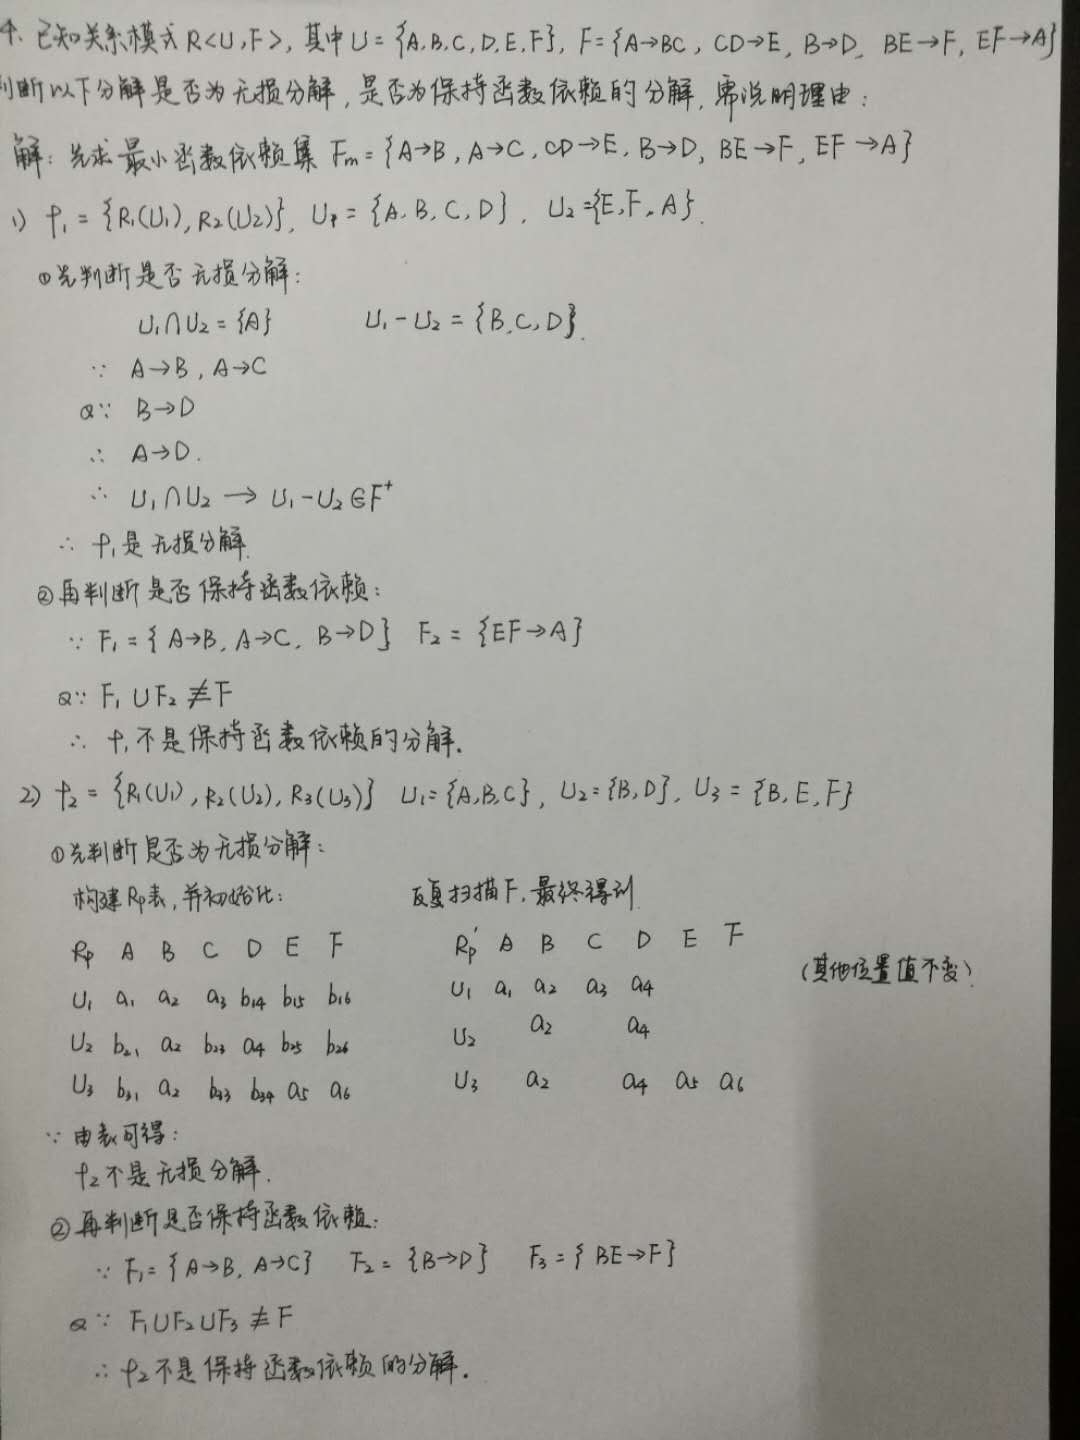 4. 已知关系模式 R<U,F>, 其中 U = {A,B,C,D,E,F}, F = {A→BC, CD→E, B→D, BE→F, EF→A}
判断以下分解是否为无损分解, 是否为保持函数依赖的分解, 需说明理由:
解: 先求最小函数依赖集 Fm = {A→B, A→C, CD→E, B→D, BE→F, EF→A}
1) ρ₁ = {R₁(U₁), R₂(U₂)}, U₁ = {A, B, C, D}, U₂ = {E, F, A}.
①先判断是否无损分解:
U₁∩U₂ = {A} U₁-U₂ = {B,C,D}.
∵ A→B, A→C
又∵ B→D
∴ A→D.
∴ U₁∩U₂ → U₁-U₂ ∈ F⁺
∴ ρ₁是无损分解.
②再判断是否保持函数依赖:
∵ F₁ = {A→B, A→C, B→D} F₂ = {EF→A}
又∵ F₁∪F₂ ≢ F
∴ ρ₁不是保持函数依赖的分解.
2) ρ₂ = {R₁(U₁), R₂(U₂), R₃(U₃)} U₁={A,B,C}, U₂={B,D}, U₃ = {B,E,F}
①先判断是否为无损分解:
构建Rρ表, 并初始化: 反复扫描F, 最终得到
Rρ A B C D E F Rρ' A B C D E F
(其他位置值不变)
U₁ a₁ a₂ a₃ b₁₄ b₁₅ b₁₆ U₁ a₁ a₂ a₃ a₄
U₂ b₂₁ a₂ b₂₃ a₄ b₂₅ b₂₆ U₂ a₂ a₄
U₃ b₃₁ a₂ b₃₃ b₃₄ a₅ a₆ U₃ a₂ a₄ a₅ a₆
∵ 由表可得:
ρ₂不是无损分解.
②再判断是否保持函数依赖:
∵ F₁={A→B, A→C} F₂ = {B→D} F₃ = {BE→F}
又∵ F₁∪F₂∪F₃ ≢ F
∴ ρ₂不是保持函数依赖的分解.